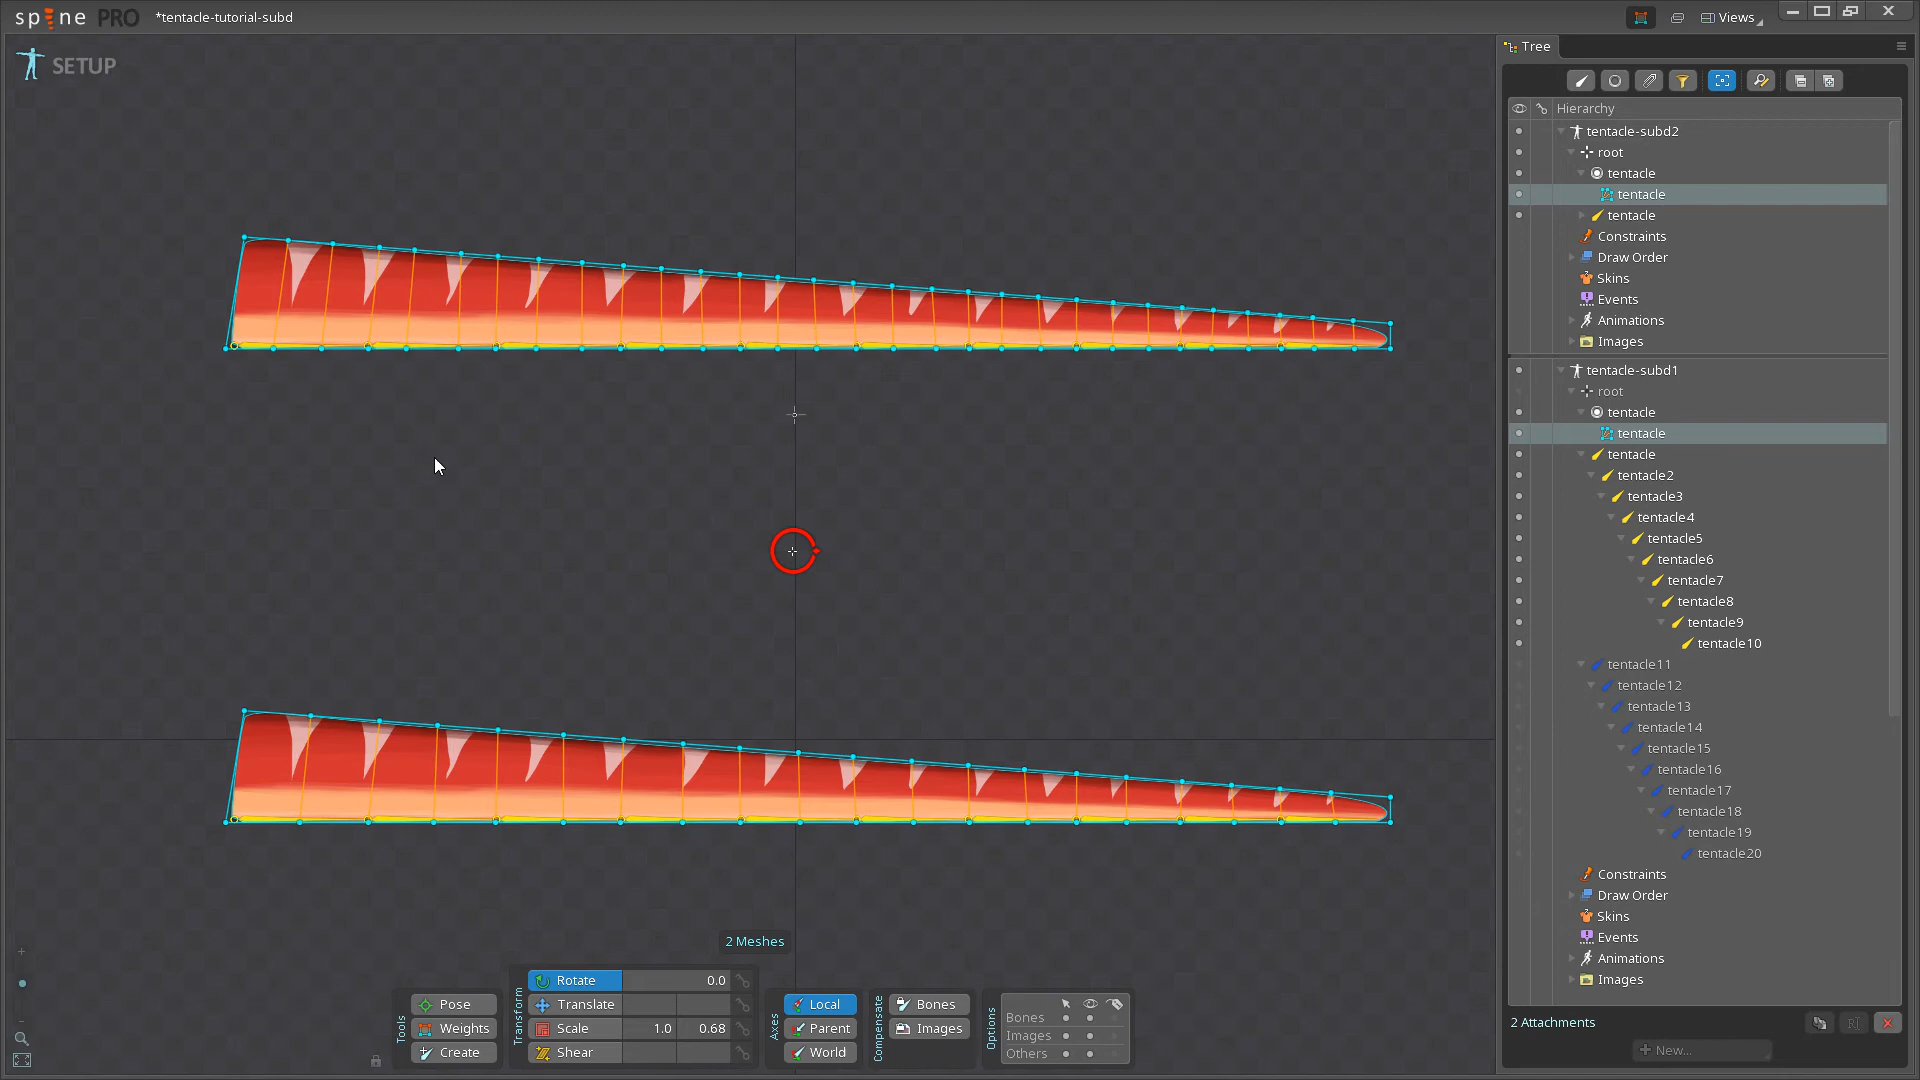 spine PRO *tentacle-tutorial-subd
Views
SETUP
Tree
Hierarchy
tentacle-subd2
root
tentacle
tentacle
tentacle
Constraints
Draw Order
Skins
Events
Animations
Images
tentacle-subd1
root
tentacle
tentacle
tentacle
tentacle2
tentacle3
tentacle4
tentacle5
tentacle6
tentacle7
tentacle8
tentacle9
tentacle10
tentacle11
tentacle12
tentacle13
tentacle14
tentacle15
tentacle16
tentacle17
tentacle18
tentacle19
tentacle20
Constraints
Draw Order
Skins
Events
Animations
Images
2 Attachments
New...
2 Meshes
Tools
Pose
Weights
Create
Transform
Rotate 0.0
Translate
Scale 1.0 0.68
Shear
Axes
Local
Parent
World
Compensate
Bones
Images
Options
Bones
Images
Others